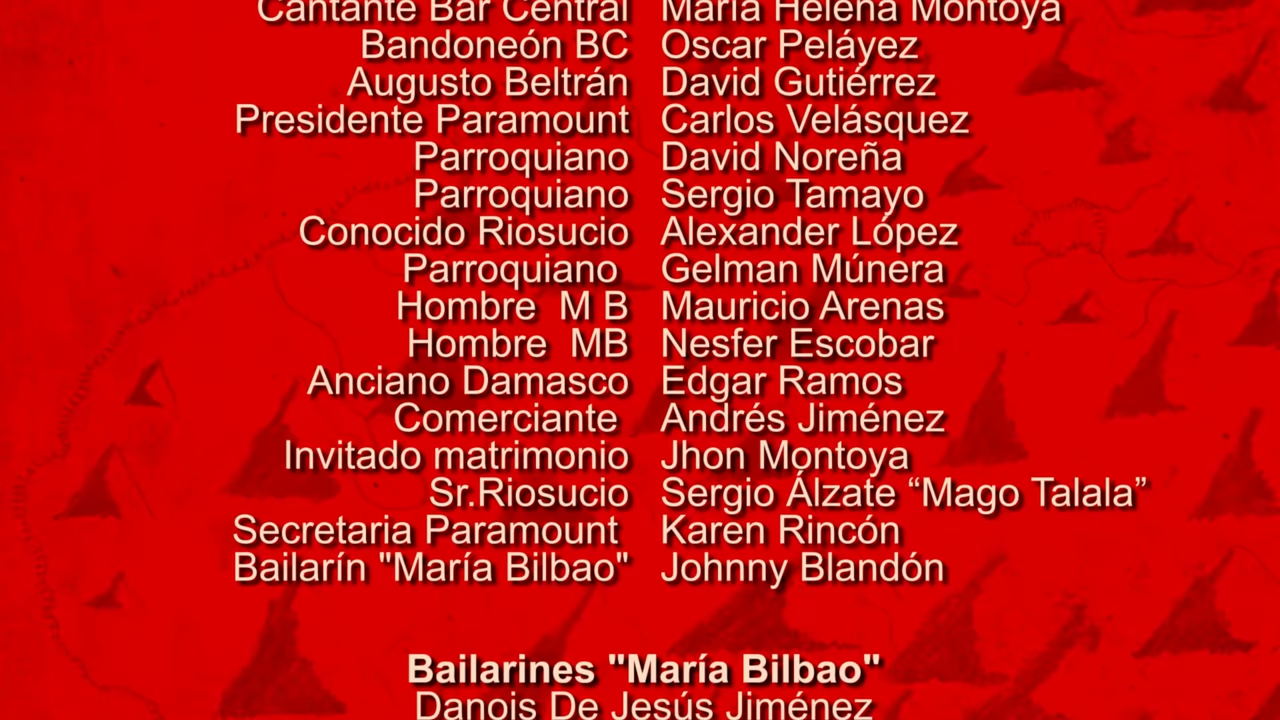 Cantante Bar Central María Helena Montoya
Bandoneón BC Oscar Peláyez
Augusto Beltrán David Gutiérrez
Presidente Paramount Carlos Velásquez
Parroquiano David Noreña
Parroquiano Sergio Tamayo
Conocido Riosucio Alexander López
Parroquiano Gelman Múnera
Hombre M B Mauricio Arenas
Hombre MB Nesfer Escobar
Anciano Damasco Edgar Ramos
Comerciante Andrés Jiménez
Invitado matrimonio Jhon Montoya
Sr.Riosucio Sergio Álzate “Mago Talala”
Secretaria Paramount Karen Rincón
Bailarín "María Bilbao" Johnny Blandón
Bailarines "María Bilbao"
Danois De Jesús Jiménez